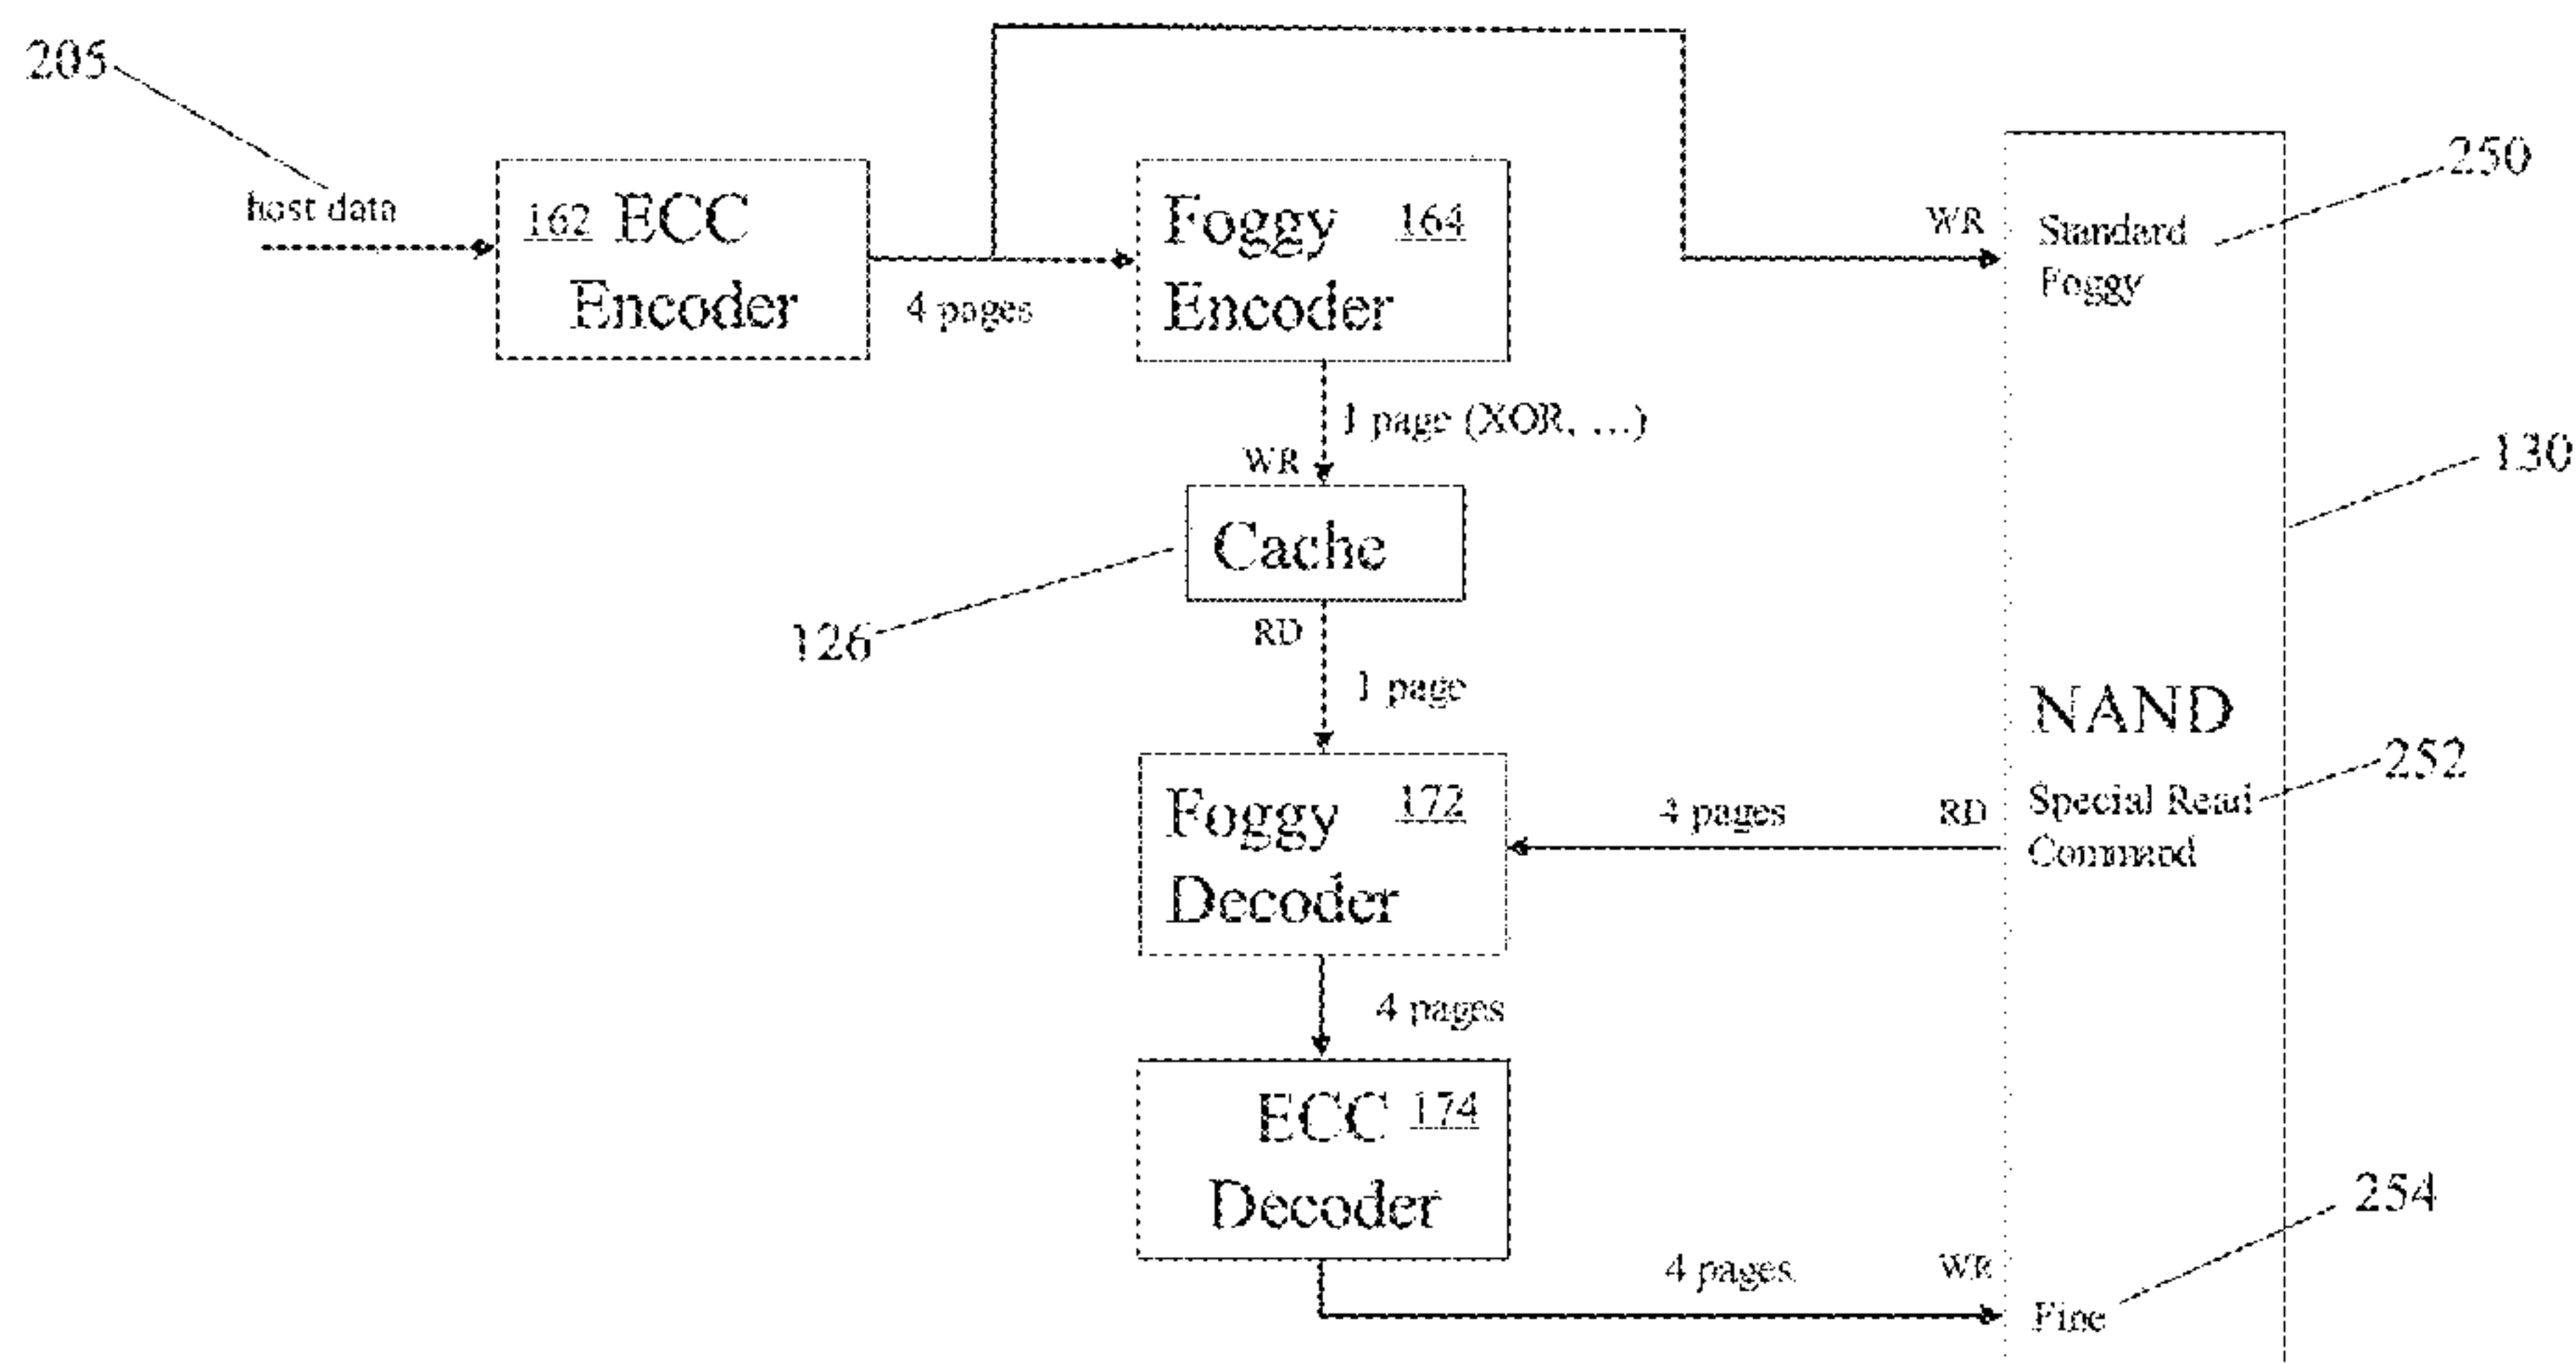 205
host data
162 ECC
Encoder
4 pages
Foggy 164
Encoder
WR
Standard
Foggy
250
1 page (XOR, ...)
WR
Cache
126
RD
1 page
130
NAND
252
Special Read
Command
RD
4 pages
Foggy 172
Decoder
4 pages
ECC 174
Decoder
254
4 pages
WR
Fine